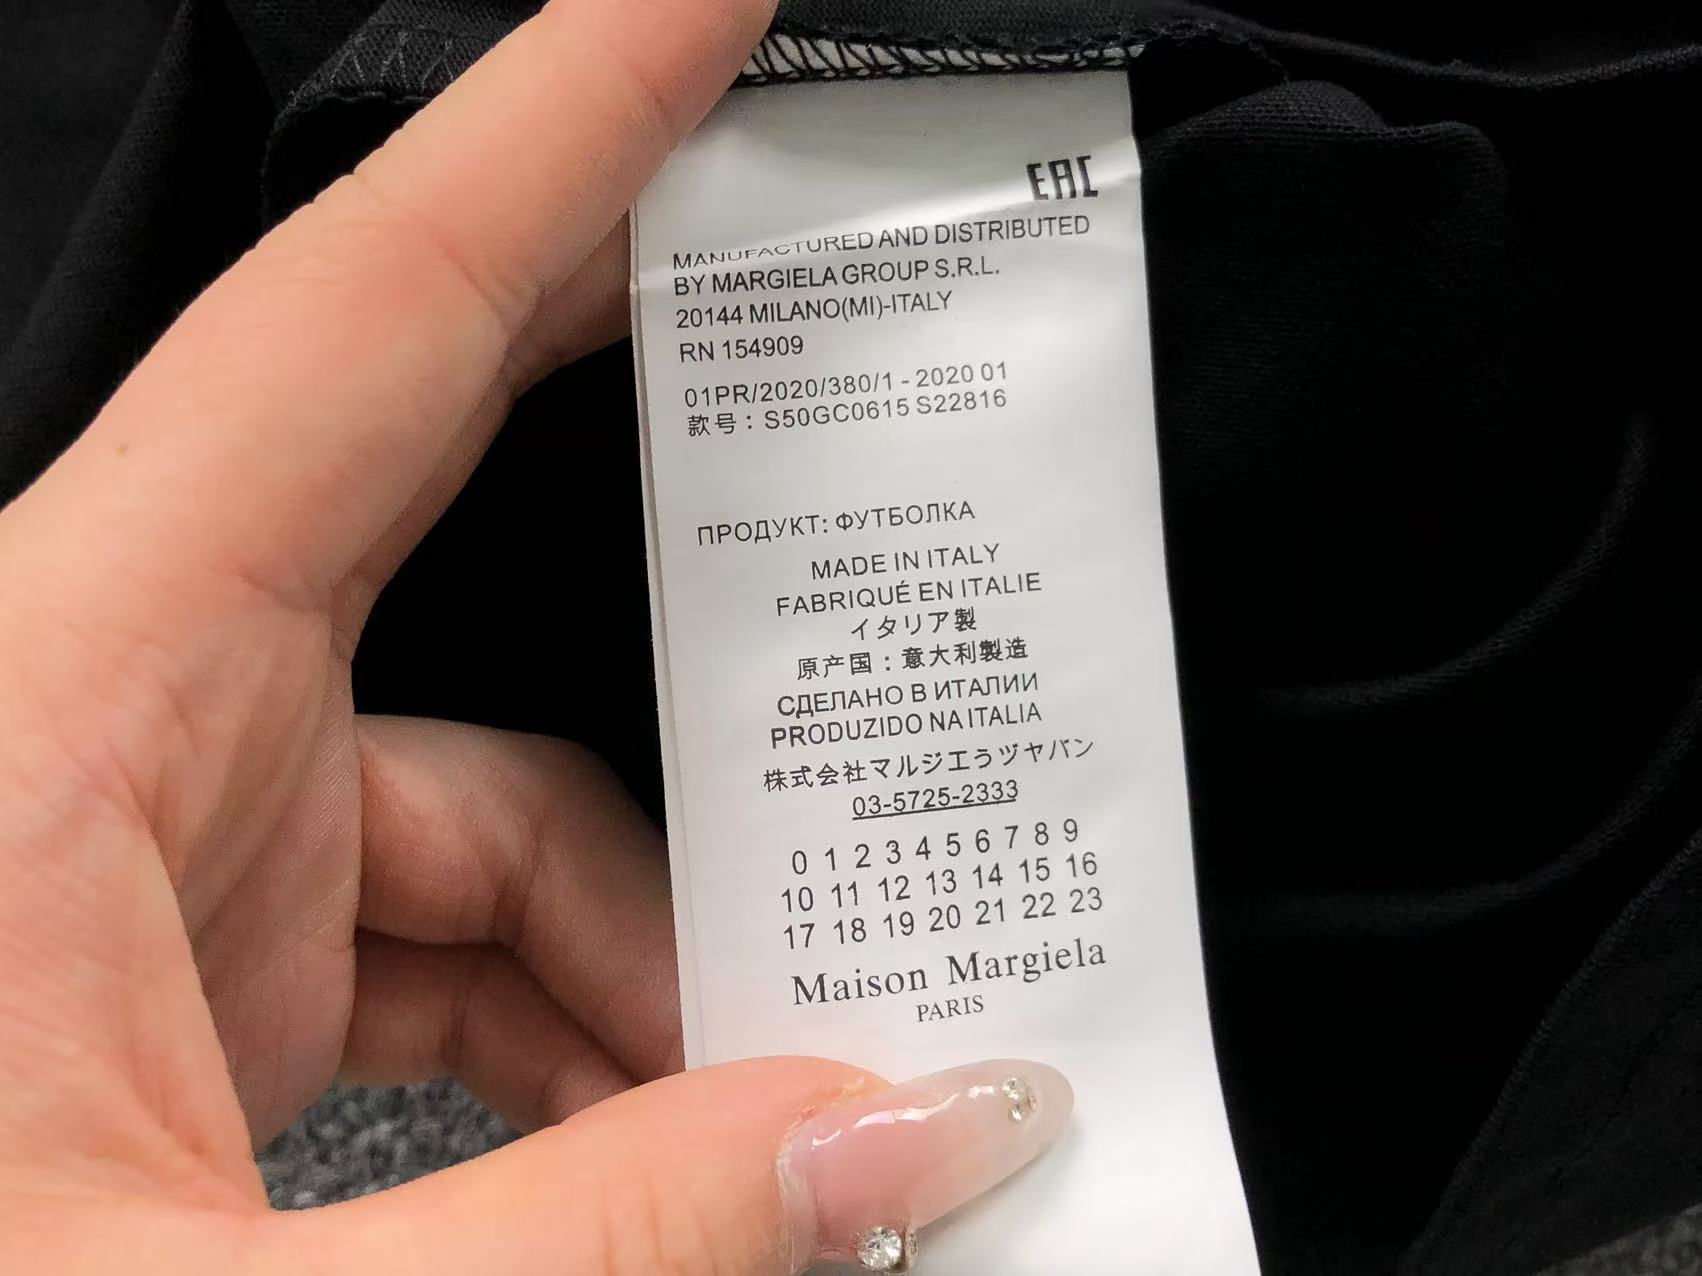 EAC
MANUFACTURED AND DISTRIBUTED
BY MARGIELA GROUP S.R.L.
20144 MILANO(MI)-ITALY
RN 154909
01PR/2020/380/1 - 2020 01
款号：S50GC0615 S22816
ПРОДУКТ: ФУТБОЛКА
MADE IN ITALY
FABRIQUÉ EN ITALIE
イタリア製
原产国：意大利製造
СДЕЛАНО В ИТАЛИИ
PRODUZIDO NA ITALIA
株式会社マルジエうヅヤバン
03-5725-2333
0 1 2 3 4 5 6 7 8 9
10 11 12 13 14 15 16
17 18 19 20 21 22 23
Maison Margiela
PARIS